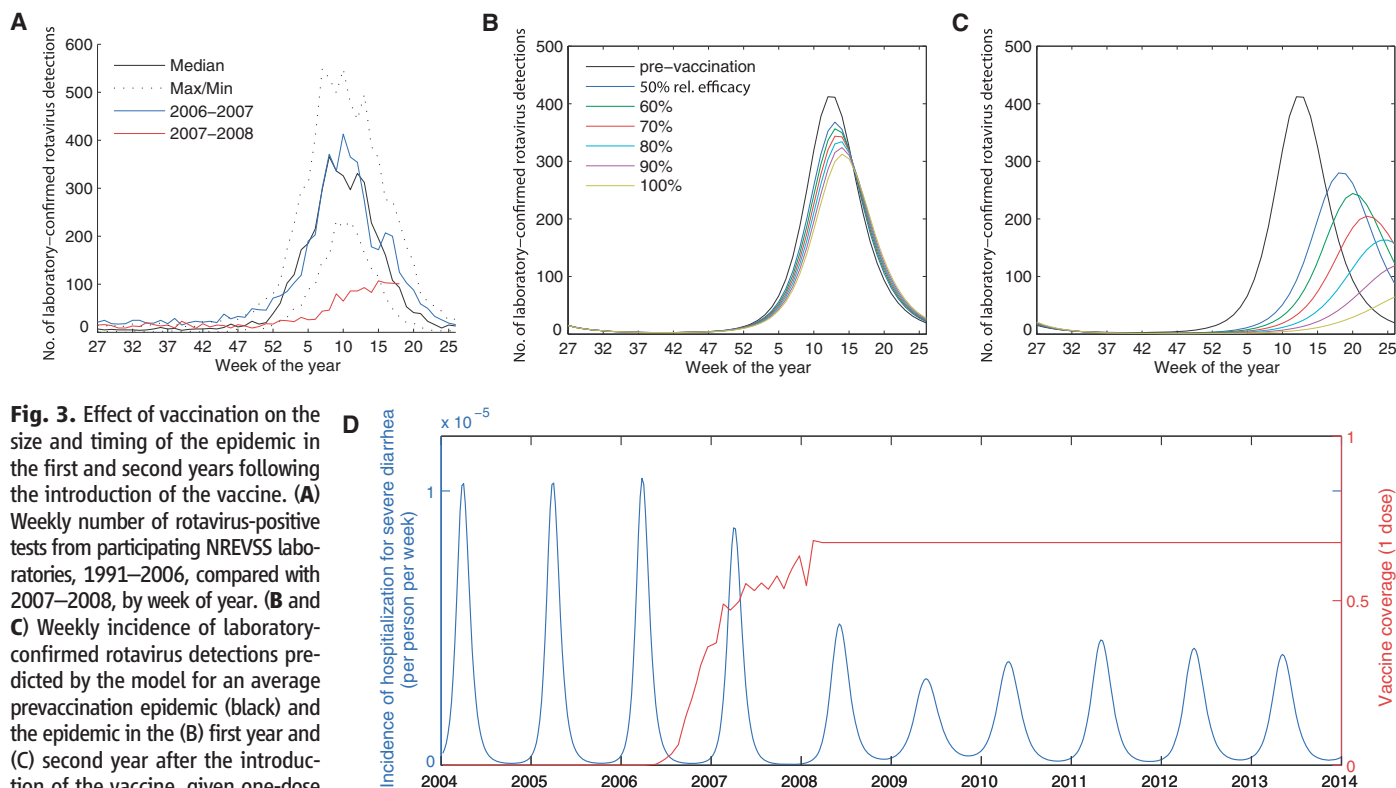 A
No. of laboratory–confirmed rotavirus detections
600
500
400
300
200
100
0
Median
Max/Min
2006–2007
2007–2008
27 32 37 42 47 52 5 10 15 20 25
Week of the year
B
No. of laboratory–confirmed rotavirus detections
500
400
300
200
100
0
pre–vaccination
50% rel. efficacy
60%
70%
80%
90%
100%
27 32 37 42 47 52 5 10 15 20 25
Week of the year
C
No. of laboratory–confirmed rotavirus detections
500
400
300
200
100
0
27 32 37 42 47 52 5 10 15 20 25
Week of the year
Fig. 3. Effect of vaccination on the
size and timing of the epidemic in
the first and second years following
the introduction of the vaccine. (A)
Weekly number of rotavirus-positive
tests from participating NREVSS labo-
ratories, 1991–2006, compared with
2007–2008, by week of year. (B and
C) Weekly incidence of laboratory-
confirmed rotavirus detections pre-
dicted by the model for an average
prevaccination epidemic (black) and
the epidemic in the (B) first year and
(C) second year after the introduc-
tion of the vaccine, given one-dose
D
Incidence of hospitialization for severe diarrhea
(per person per week)
x 10⁻⁵
1
0
1
0.5
0
Vaccine coverage (1 dose)
2004 2005 2006 2007 2008 2009 2010 2011 2012 2013 2014